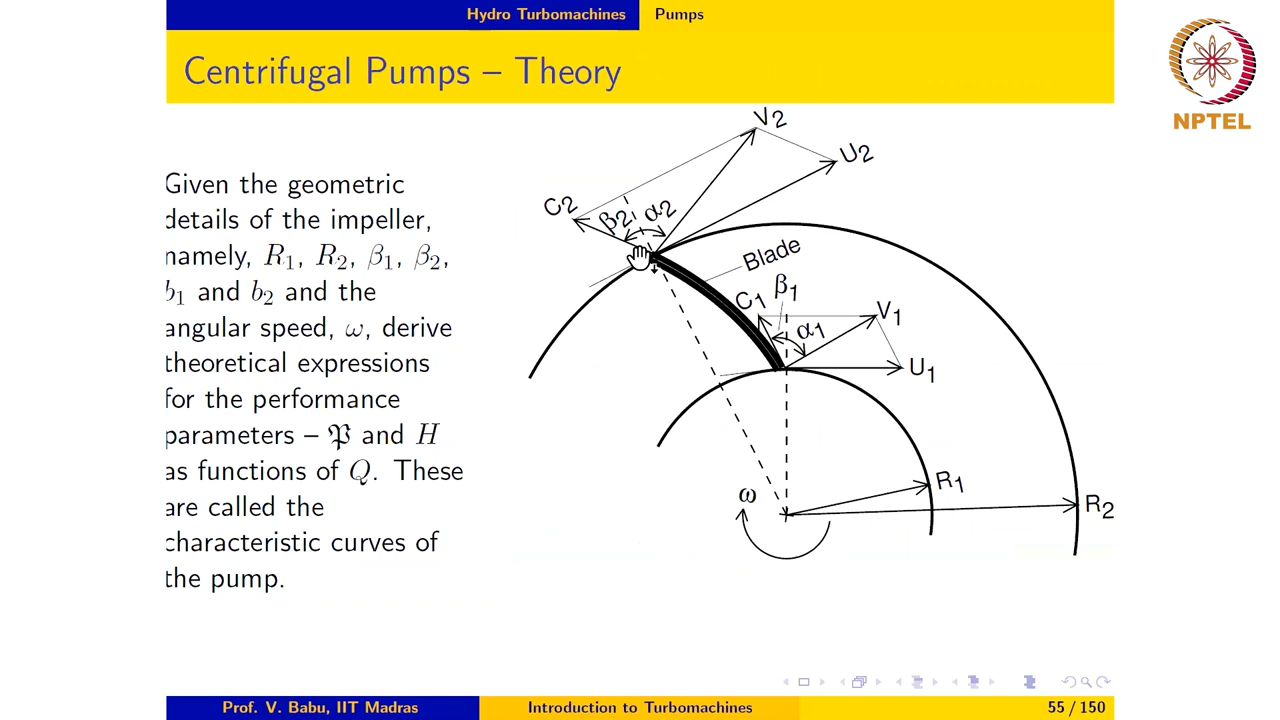 Hydro Turbomachines Pumps
Centrifugal Pumps – Theory
NPTEL
Given the geometric
details of the impeller,
namely, R₁, R₂, β₁, β₂,
b₁ and b₂ and the
angular speed, ω, derive
theoretical expressions
for the performance
parameters – 𝔓 and H
as functions of Q. These
are called the
characteristic curves of
the pump.
V₂
U₂
C₂
β₂
α₂
Blade
C₁
β₁
α₁
V₁
U₁
ω
R₁
R₂
Prof. V. Babu, IIT Madras Introduction to Turbomachines 55 / 150